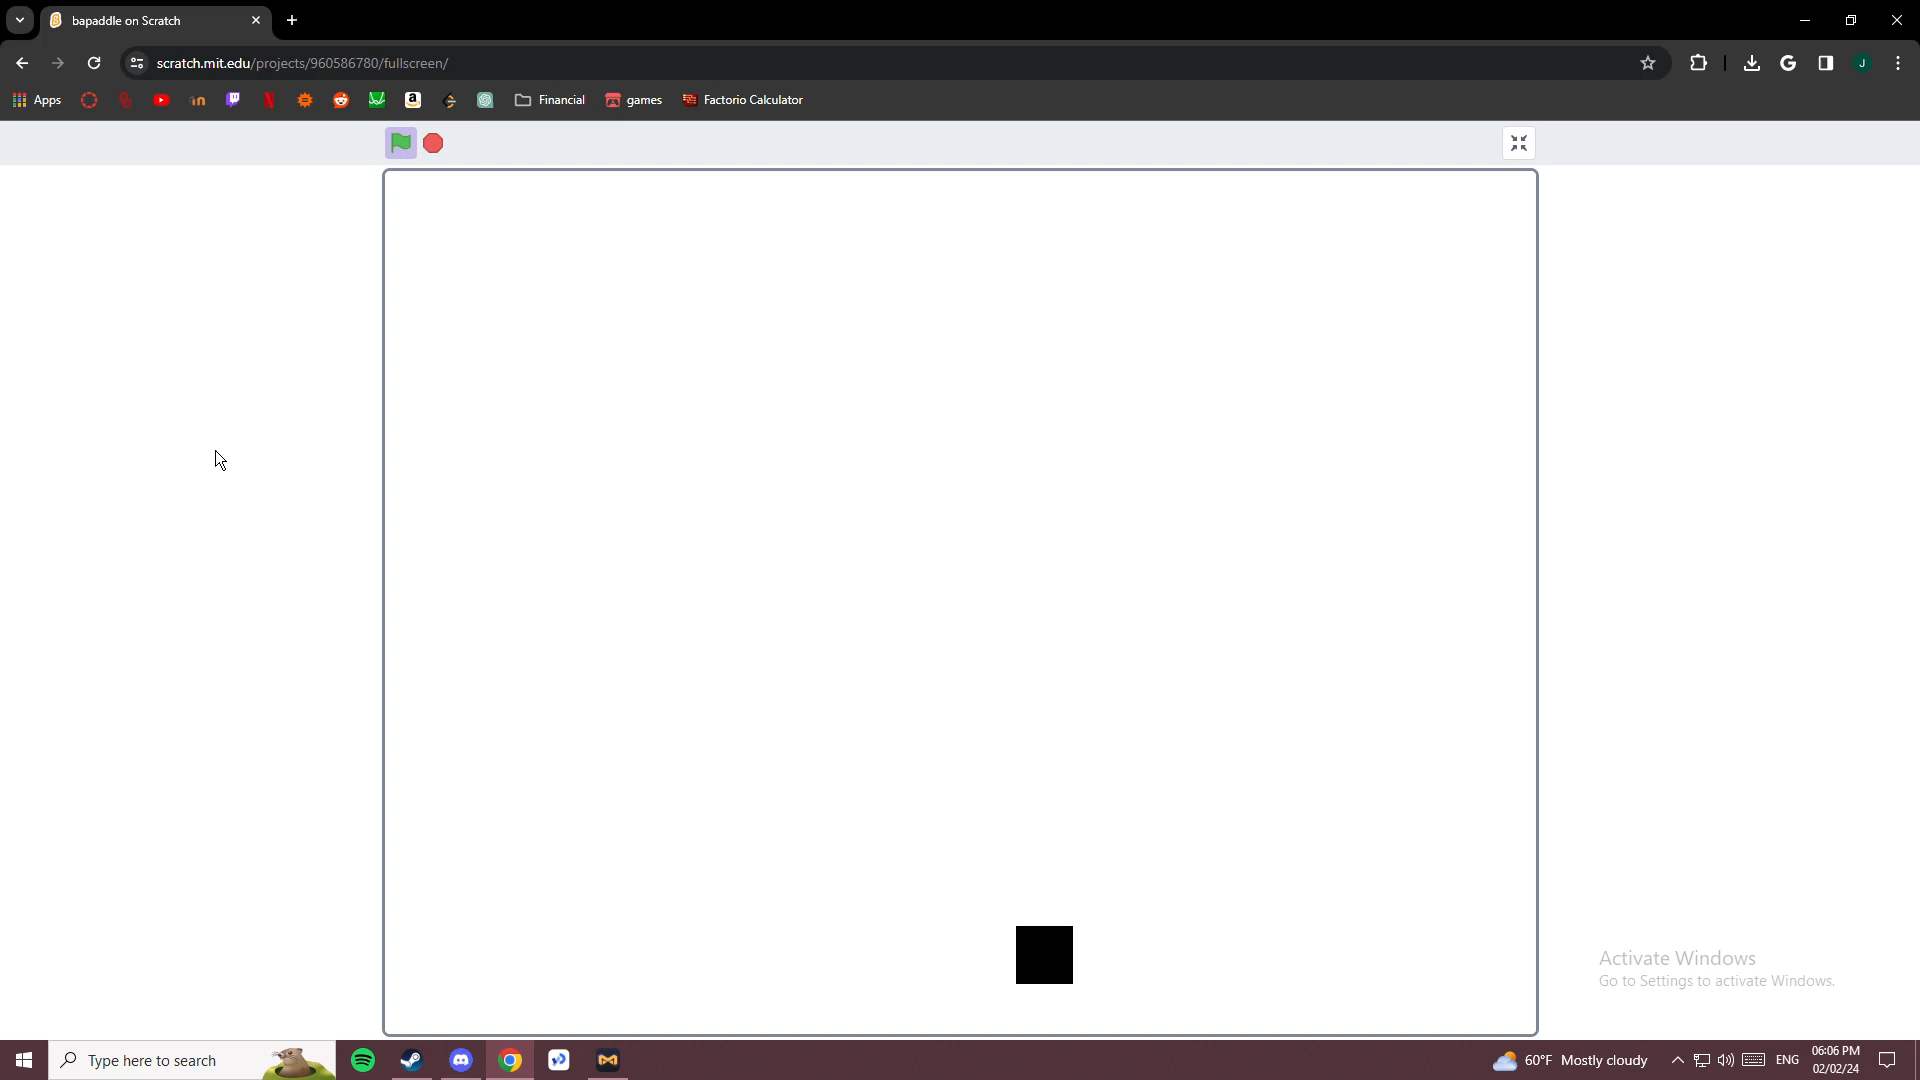 bapaddle on Scratch
scratch.mit.edu/projects/960586780/fullscreen/
J
Apps
Financial
games
Factorio Calculator
Activate Windows
Go to Settings to activate Windows.
Type here to search
60°F Mostly cloudy
ENG
06:06 PM
02/02/24